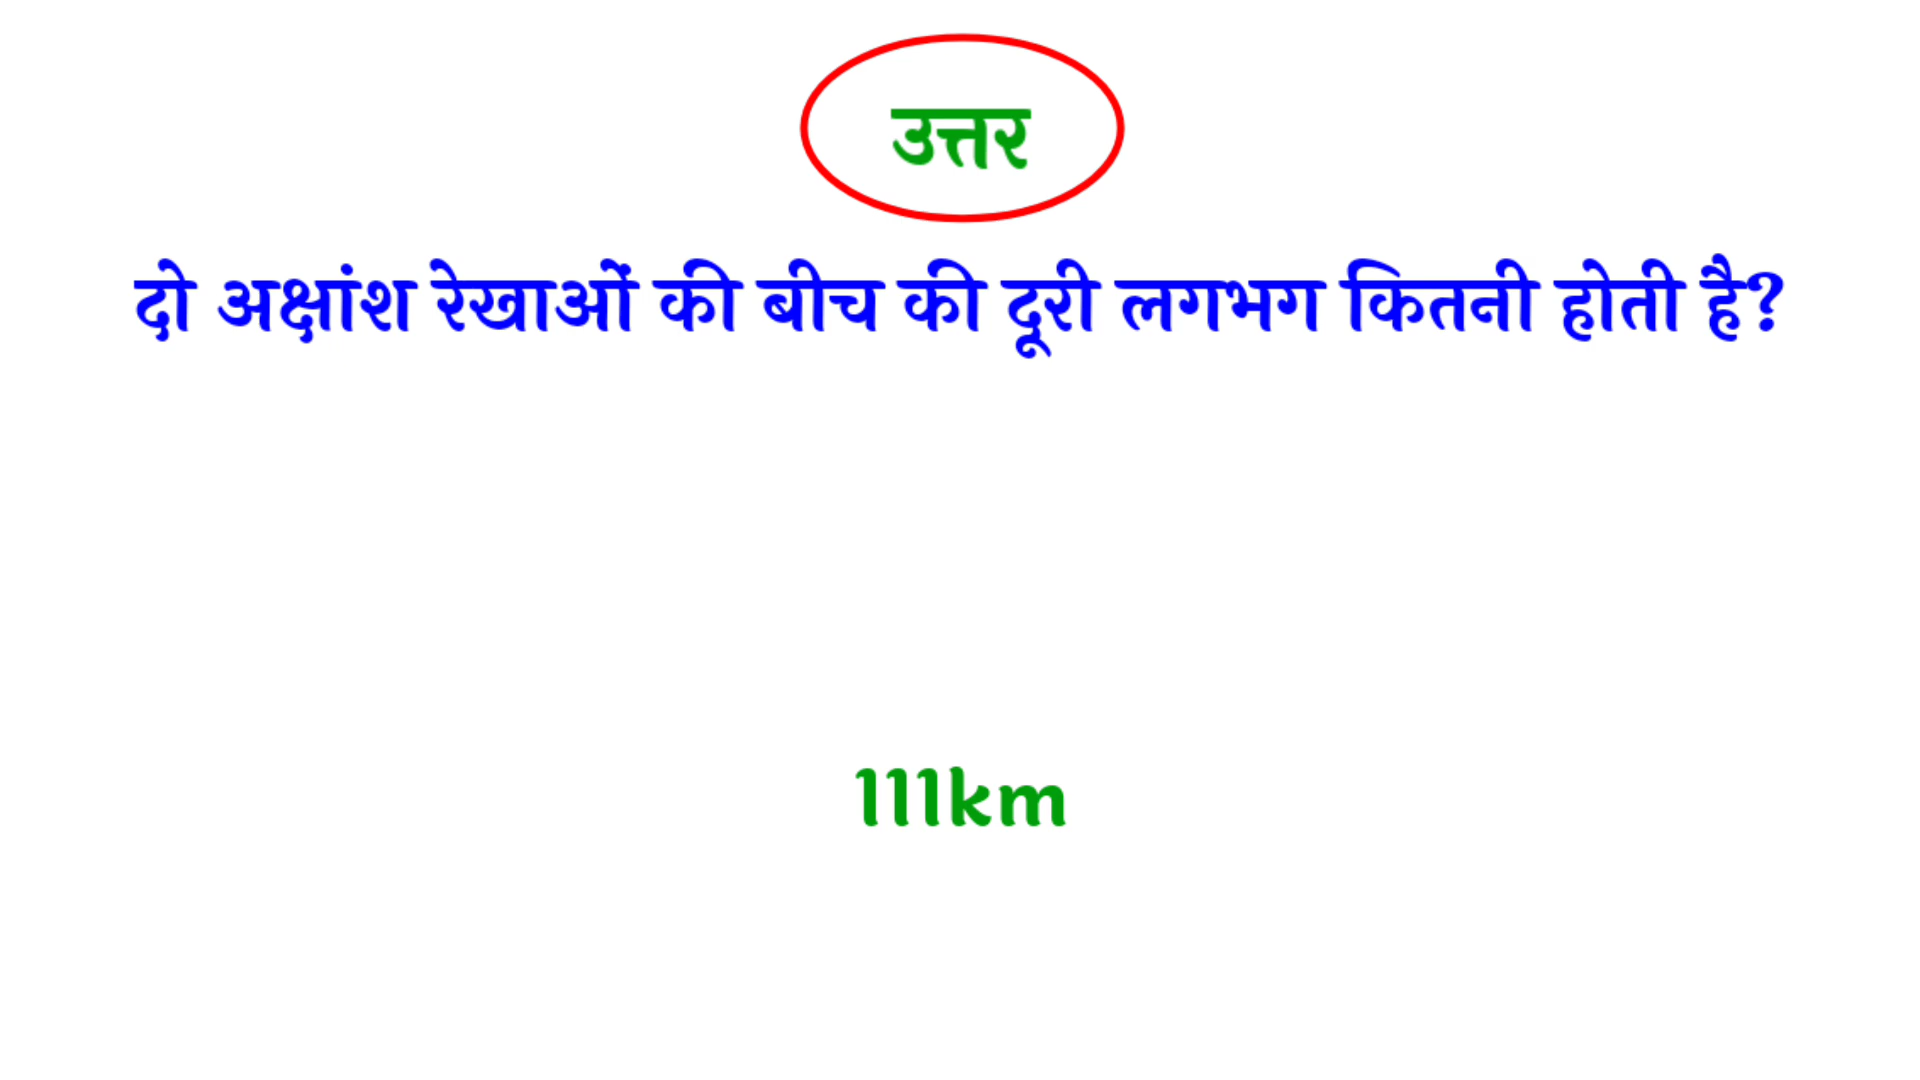 उत्तर
दो अक्षांश रेखाओं की बीच की दूरी लगभग कितनी होती है?
111km